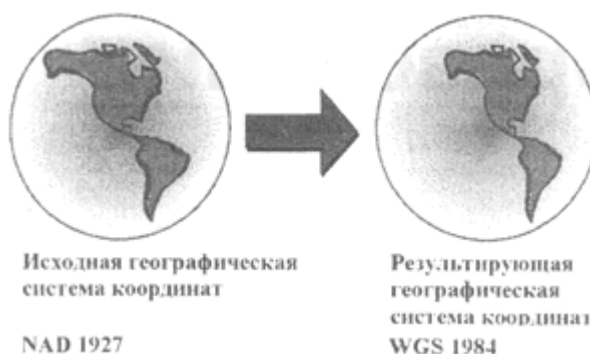 Исходная географическая
система координат
NAD 1927
Результирующая
географическая
система координат
WGS 1984